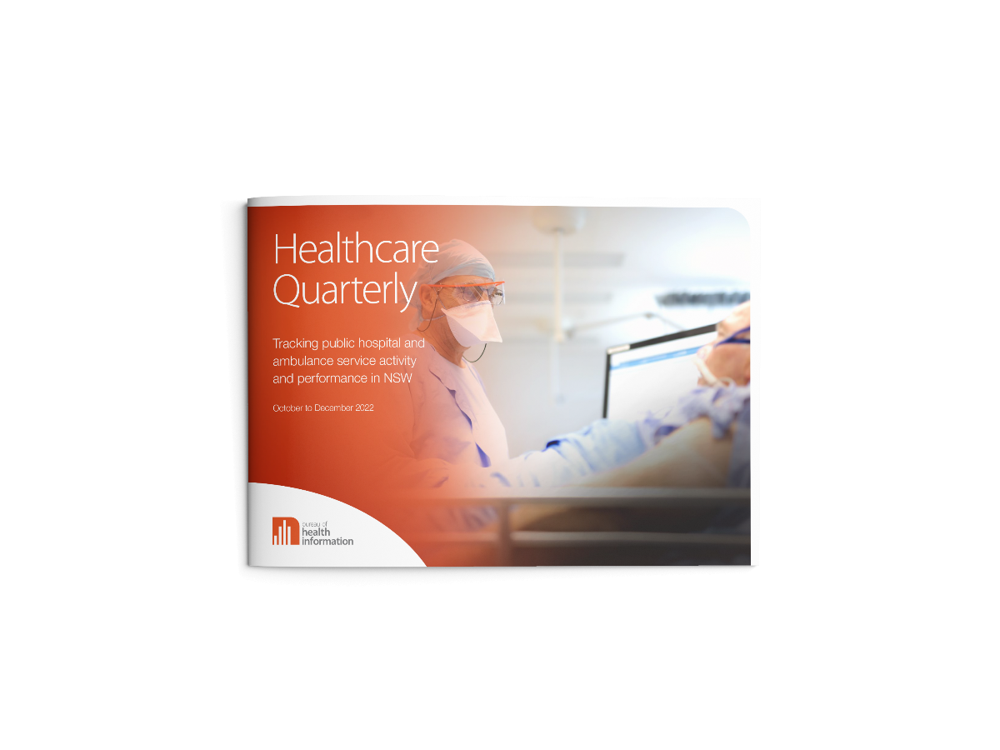 Healthcare
Quarterly
Tracking public hospital and
ambulance service activity
and performance in NSW
October to December 2022
bureau of
health
information